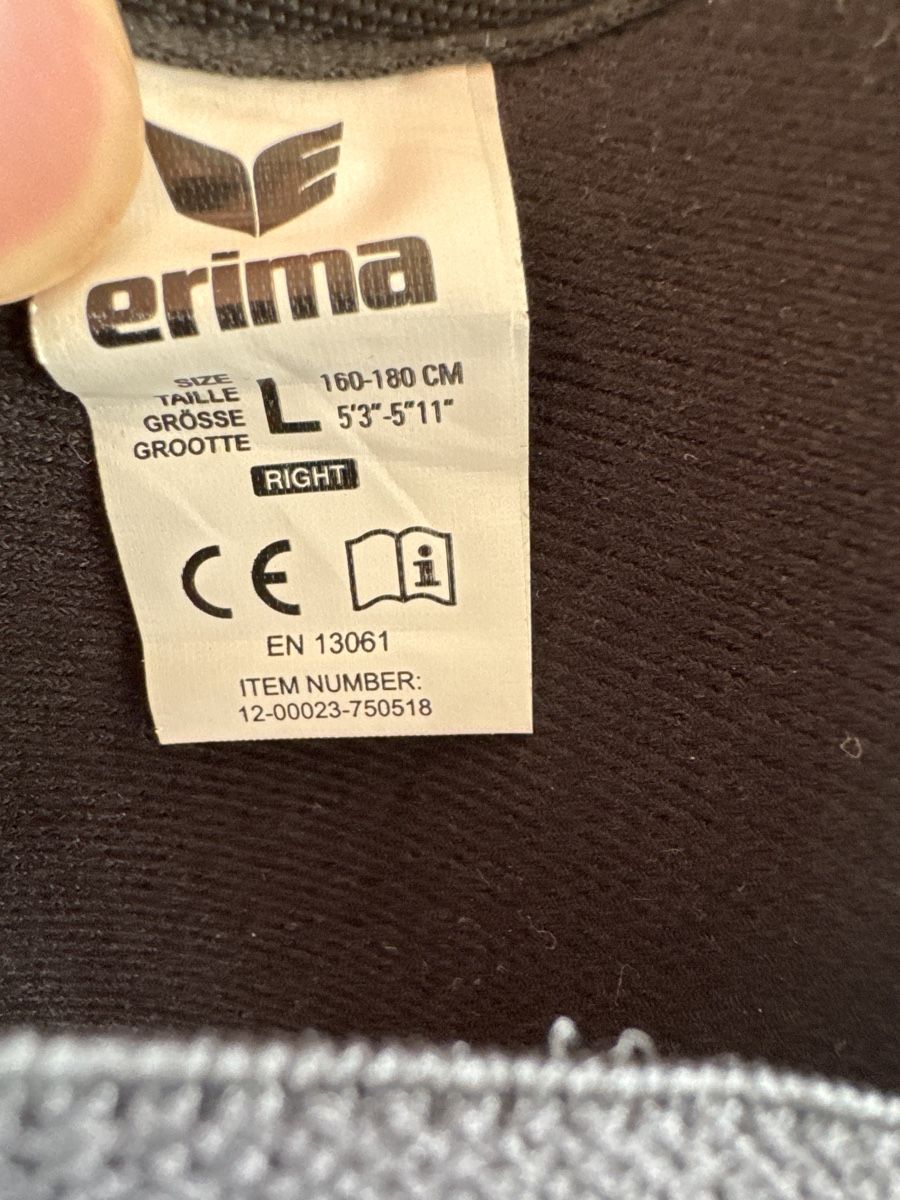 erima
SIZE
TAILLE
GRÖSSE
GROOTTE
L
160-180 CM
5'3"-5"11"
RIGHT
CE
i
EN 13061
ITEM NUMBER:
12-00023-750518